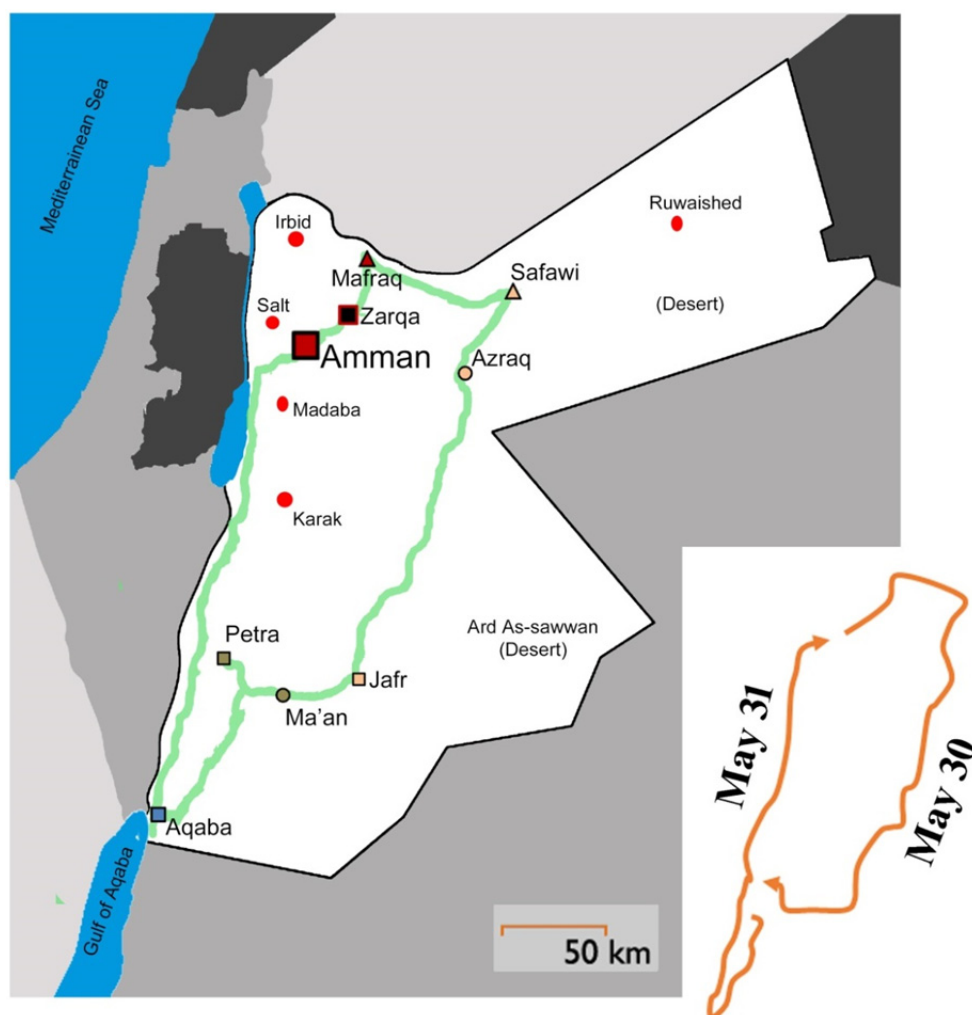 Mediterrainean Sea
Irbid
Ruwaished
Mafraq
Safawi
(Desert)
Salt
Zarqa
Amman
Azraq
Madaba
Karak
Petra
Ard As-sawwan
(Desert)
Jafr
Ma'an
Aqaba
Gulf of Aqaba
50 km
May 31
May 30